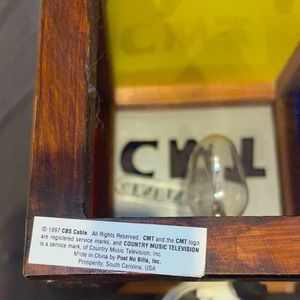 CMT
© 1997 CBS Cable. All Rights Reserved. CMT and the CMT logo
are registered service marks, and COUNTRY MUSIC TELEVISION
is a service mark, of Country Music Television, Inc.
Made in China by Post No Bills, Inc.
Prosperity, South Carolina, USA